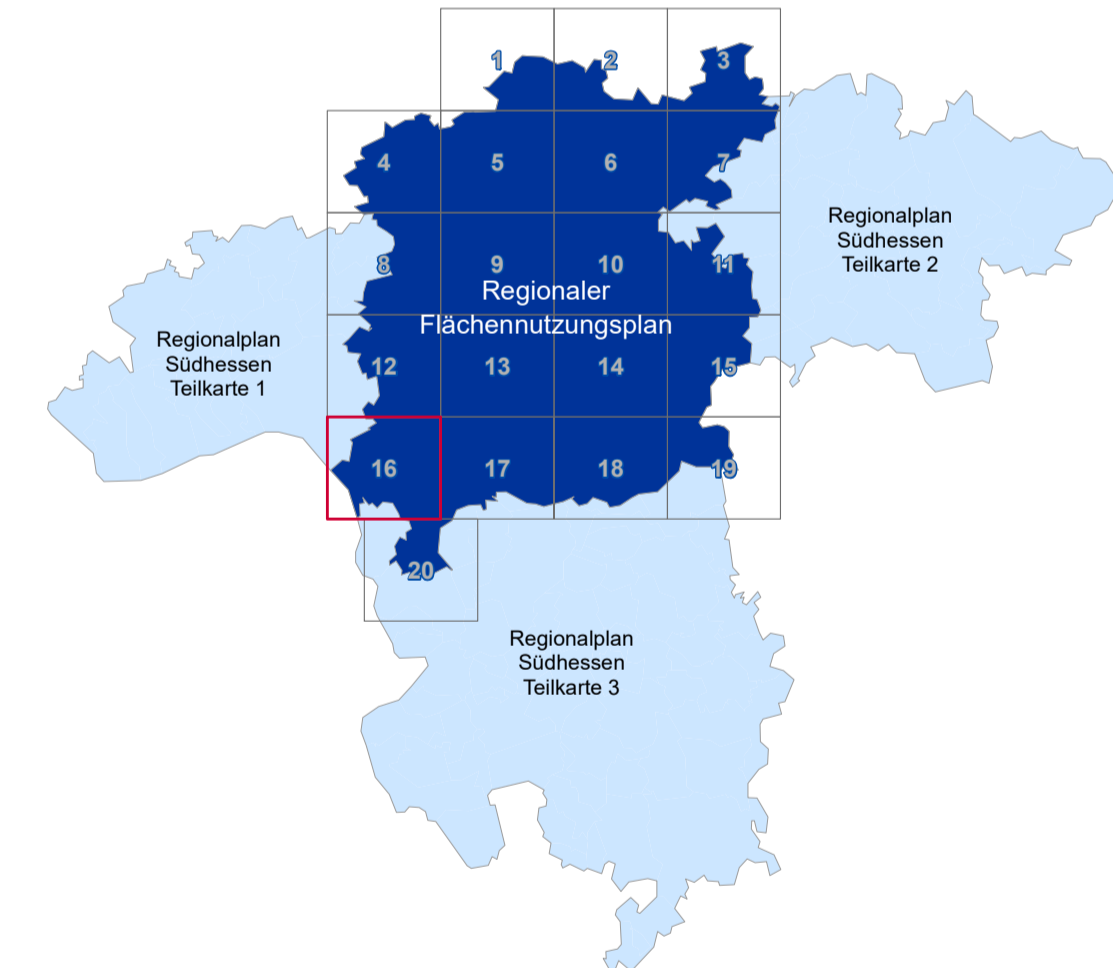 1
2
3
4
5
6
7
Regionalplan
Südhessen
Teilkarte 2
8
9
10
11
Regionaler
Flächennutzungsplan
Regionalplan
Südhessen
Teilkarte 1
12
13
14
15
16
17
18
19
20
Regionalplan
Südhessen
Teilkarte 3